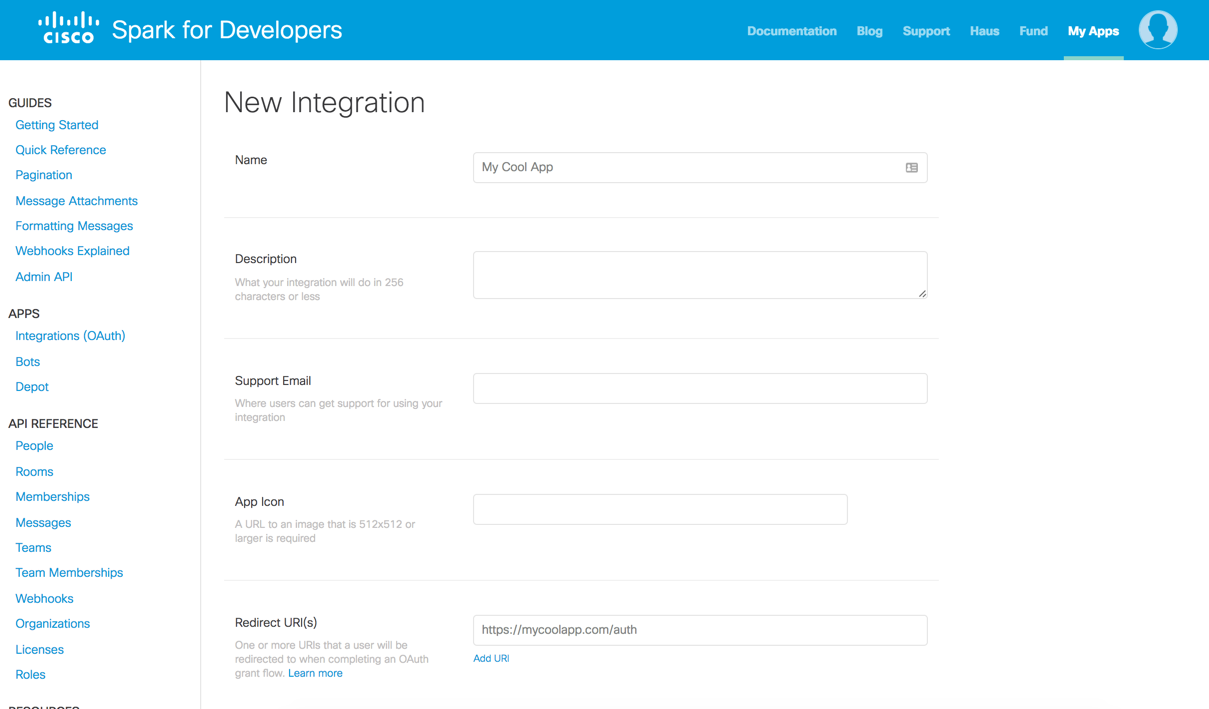 CISCO Spark for Developers
Documentation Blog Support Haus Fund My Apps
GUIDES
Getting Started
Quick Reference
Pagination
Message Attachments
Formatting Messages
Webhooks Explained
Admin API
APPS
Integrations (OAuth)
Bots
Depot
API REFERENCE
People
Rooms
Memberships
Messages
Teams
Team Memberships
Webhooks
Organizations
Licenses
Roles
RESOURCES
New Integration
Name
My Cool App
Description
What your integration will do in 256
characters or less
Support Email
Where users can get support for using your
integration
App Icon
A URL to an image that is 512x512 or
larger is required
Redirect URI(s)
One or more URIs that a user will be
redirected to when completing an OAuth
grant flow. Learn more
https://mycoolapp.com/auth
Add URI